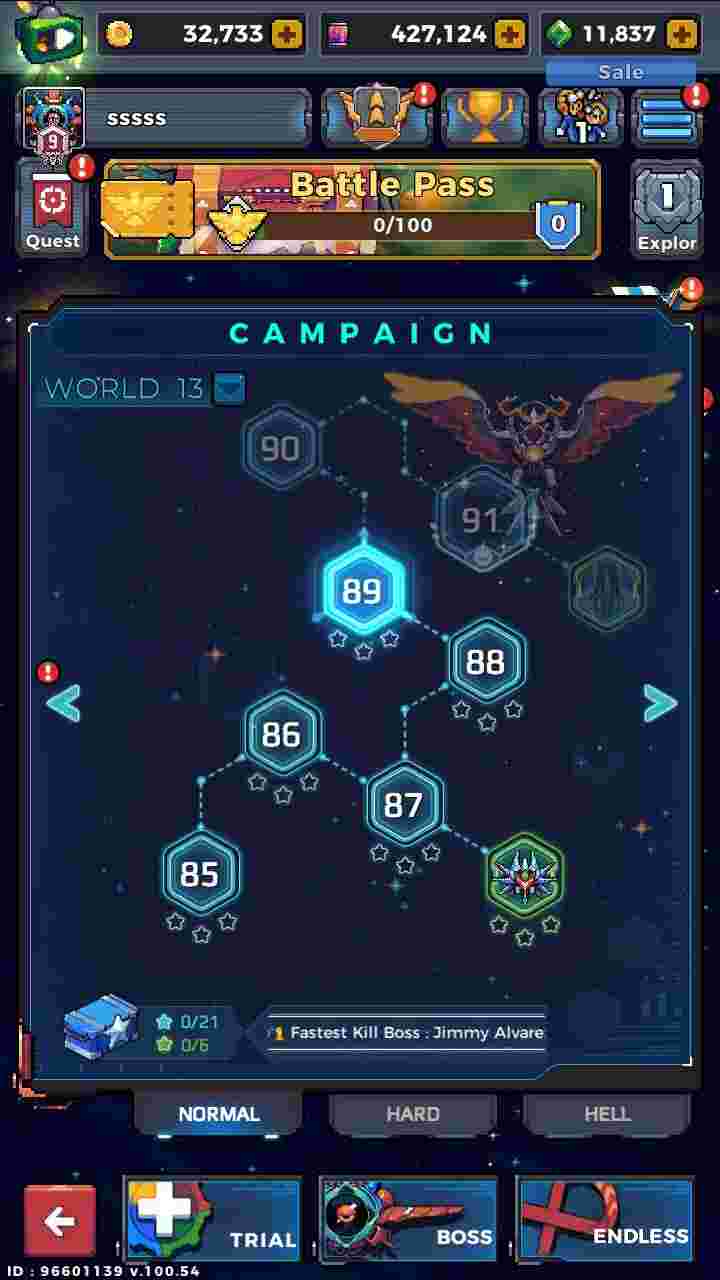 32,733
427,124
11,837
Sale
9
sssss
1
Quest
Battle Pass
0/100
0
1
Explor
CAMPAIGN
WORLD 13
90
91
89
88
86
87
85
0/21
0/6
1 Fastest Kill Boss : Jimmy Alvare
NORMAL
HARD
HELL
TRIAL
BOSS
ENDLESS
ID : 96601139 v.100.54